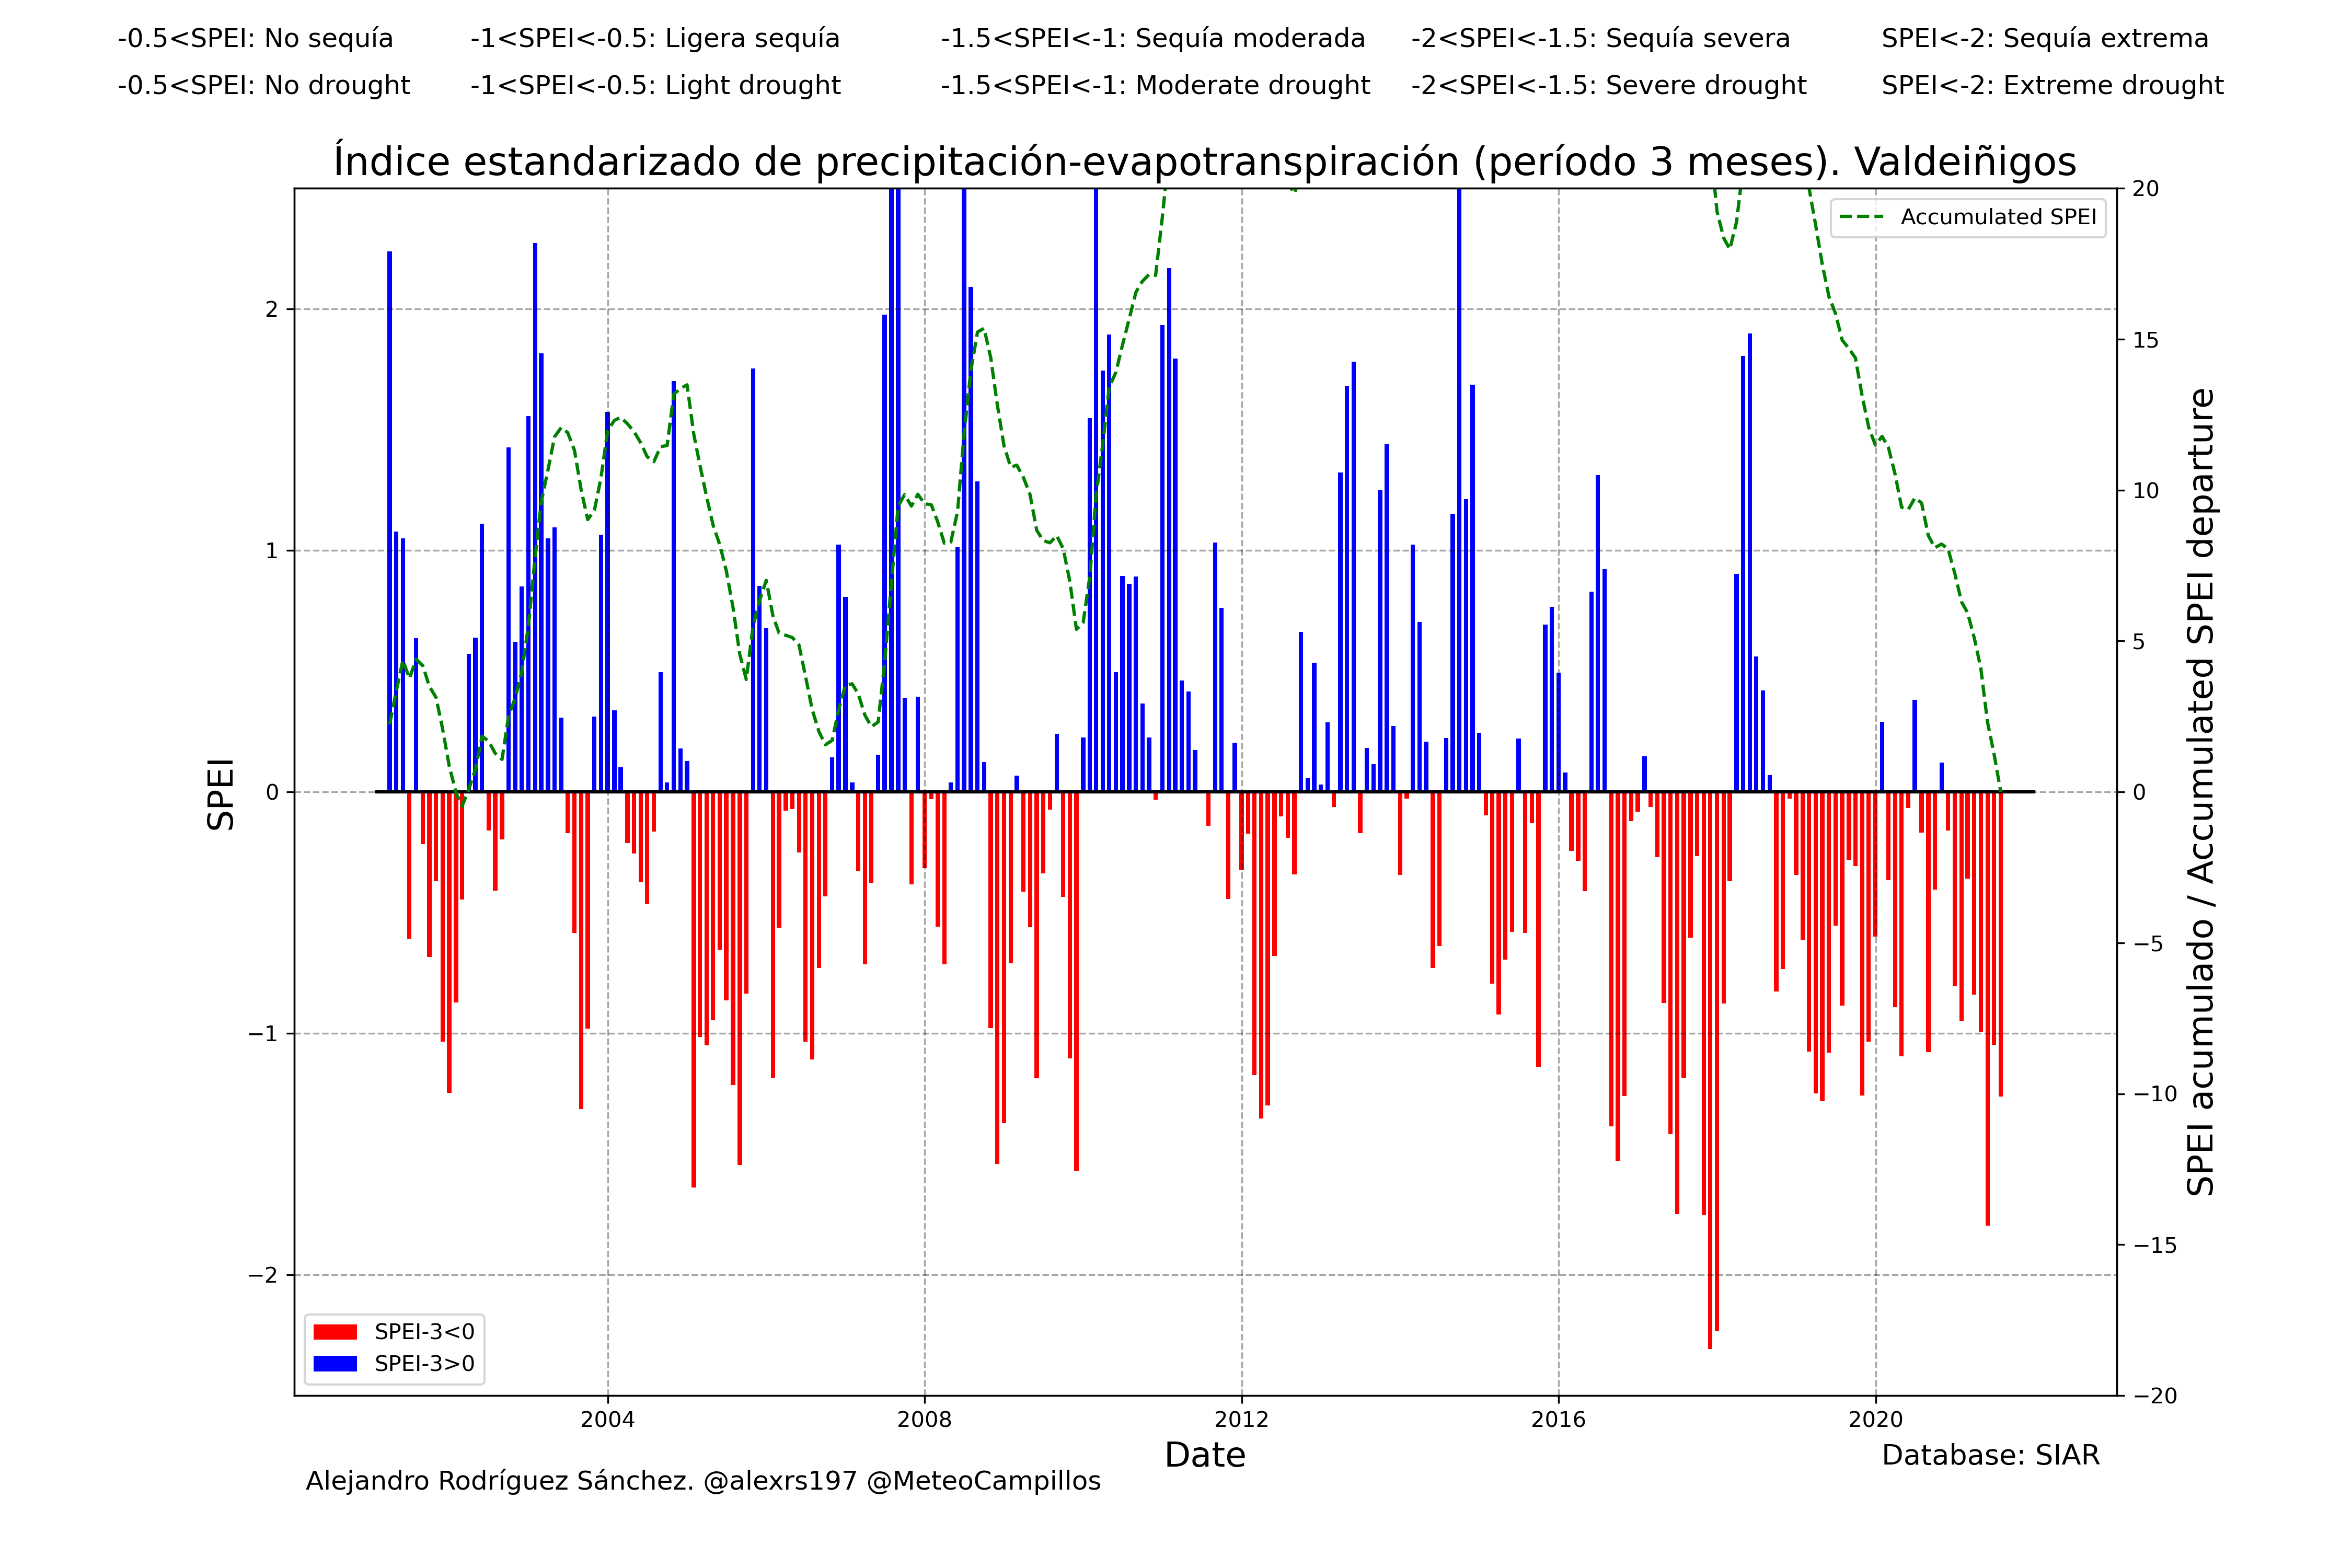 -0.5<SPEI: No sequía -1<SPEI<-0.5: Ligera sequía -1.5<SPEI<-1: Sequía moderada -2<SPEI<-1.5: Sequía severa SPEI<-2: Sequía extrema
-0.5<SPEI: No drought -1<SPEI<-0.5: Light drought -1.5<SPEI<-1: Moderate drought -2<SPEI<-1.5: Severe drought SPEI<-2: Extreme drought
Índice estandarizado de precipitación-evapotranspiración (período 3 meses). Valdeiñigos
Accumulated SPEI
SPEI
2
1
0
−1
−2
20
15
10
5
0
−5
−10
−15
−20
SPEI acumulado / Accumulated SPEI departure
SPEI-3<0
SPEI-3>0
2004 2008 2012 2016 2020
Date
Database: SIAR
Alejandro Rodríguez Sánchez. @alexrs197 @MeteoCampillos